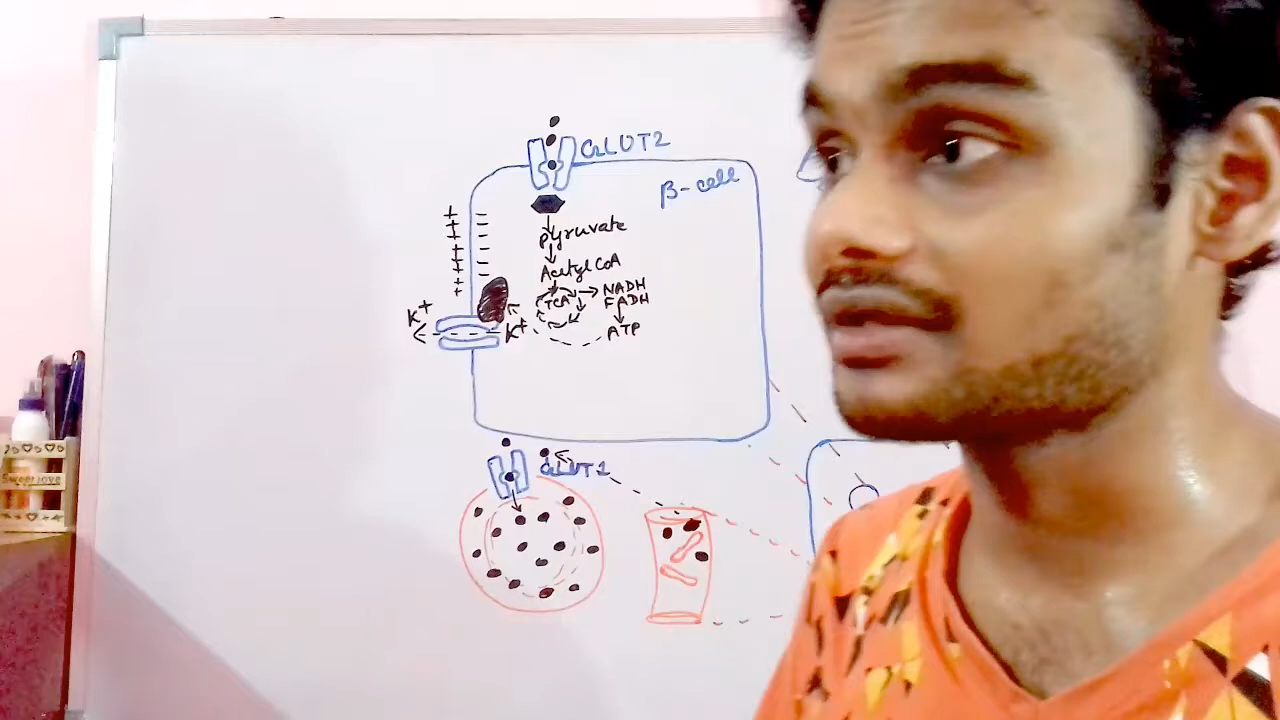 GLUT2
β-cell
pyruvate
Acetyl CoA
TCA
NADH
FADH
ATP
K+
K+
GLUT2